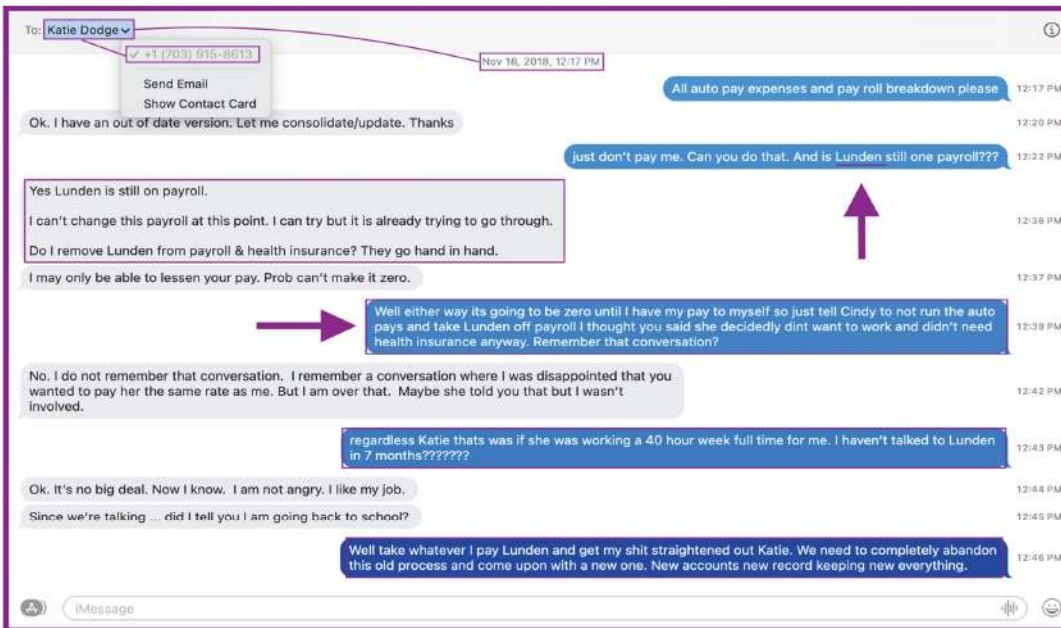 To: Katie Dodge
✓ +1 (703) 915-8613
Send Email
Show Contact Card
Nov 16, 2018, 12:17 PM
All auto pay expenses and pay roll breakdown please 12:17 PM
Ok. I have an out of date version. Let me consolidate/update. Thanks 12:20 PM
just don't pay me. Can you do that. And is Lunden still one payroll??? 12:22 PM
Yes Lunden is still on payroll.
I can't change this payroll at this point. I can try but it is already trying to go through. 12:36 PM
Do I remove Lunden from payroll & health insurance? They go hand in hand.
I may only be able to lessen your pay. Prob can't make it zero. 12:37 PM
Well either way its going to be zero until I have my pay to myself so just tell Cindy to not run the auto
pays and take Lunden off payroll I thought you said she decidedly dint want to work and didn't need 12:39 PM
health insurance anyway. Remember that conversation?
No. I do not remember that conversation. I remember a conversation where I was disappointed that you
wanted to pay her the same rate as me. But I am over that. Maybe she told you that but I wasn't 12:42 PM
involved.
regardless Katie thats was if she was working a 40 hour week full time for me. I haven't talked to Lunden 12:43 PM
in 7 months???????
Ok. It's no big deal. Now I know. I am not angry. I like my job. 12:44 PM
Since we're talking ... did I tell you I am going back to school? 12:45 PM
Well take whatever I pay Lunden and get my shit straightened out Katie. We need to completely abandon 12:46 PM
this old process and come upon with a new one. New accounts new record keeping new everything.
iMessage